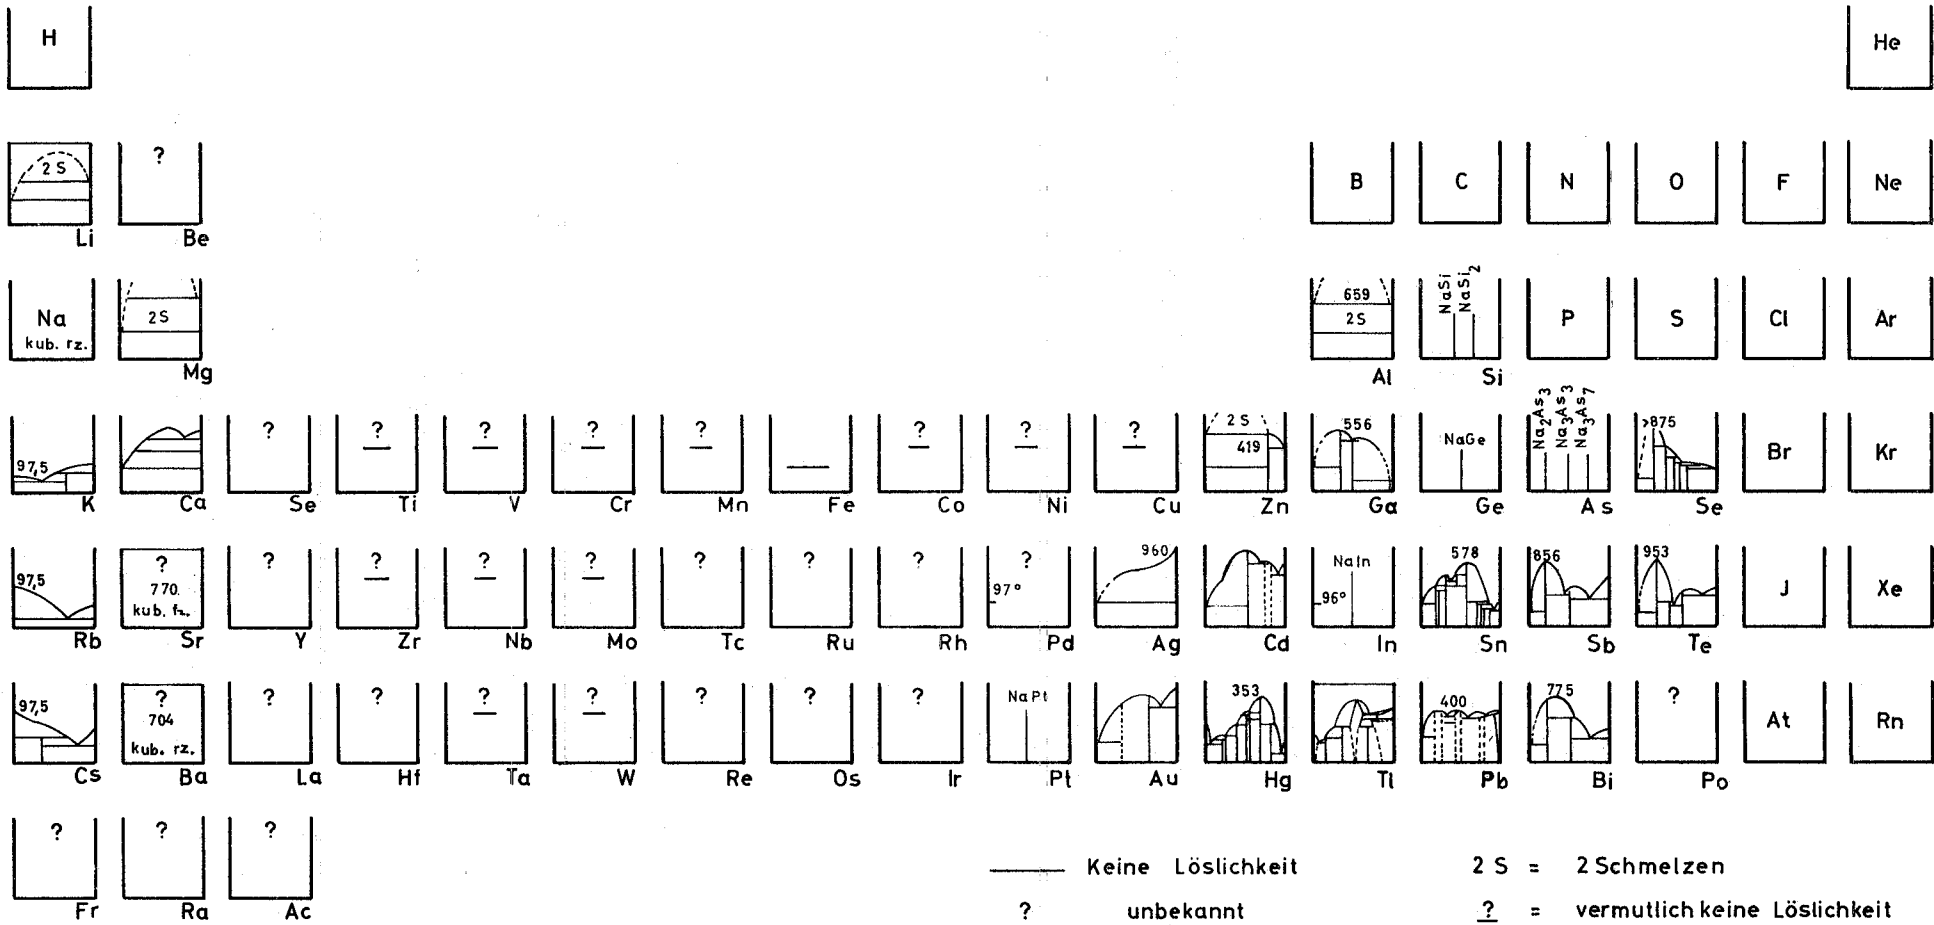 H He
2 S ? B C N O F Ne
Li Be
Na 2 S 659 NaSi NaSi2 P S Cl Ar
kub. rz. 2S
Mg Al Si
97,5 ? ? ? ? ? ? ? ? 2 S 419 556 NaGe Na2As3 Na3As3 Na3As7 >875 Br Kr
K Ca Se Ti V Cr Mn Fe Co Ni Cu Zn Ga Ge As Se
97,5 ? ? ? ? ? ? ? ? ? 960 NaIn 578 856 953 J Xe
770. 97° 96°
kub. fz.
Rb Sr Y Zr Nb Mo Tc Ru Rh Pd Ag Cd In Sn Sb Te
97,5 ? ? ? ? ? ? ? ? NaPt 353 400 775 ? At Rn
704
kub. rz.
Cs Ba La Hf Ta W Re Os Ir Pt Au Hg Tl Pb Bi Po
? ? ?
Fr Ra Ac
Keine Löslichkeit 2 S = 2 Schmelzen
? unbekannt ? = vermutlich keine Löslichkeit